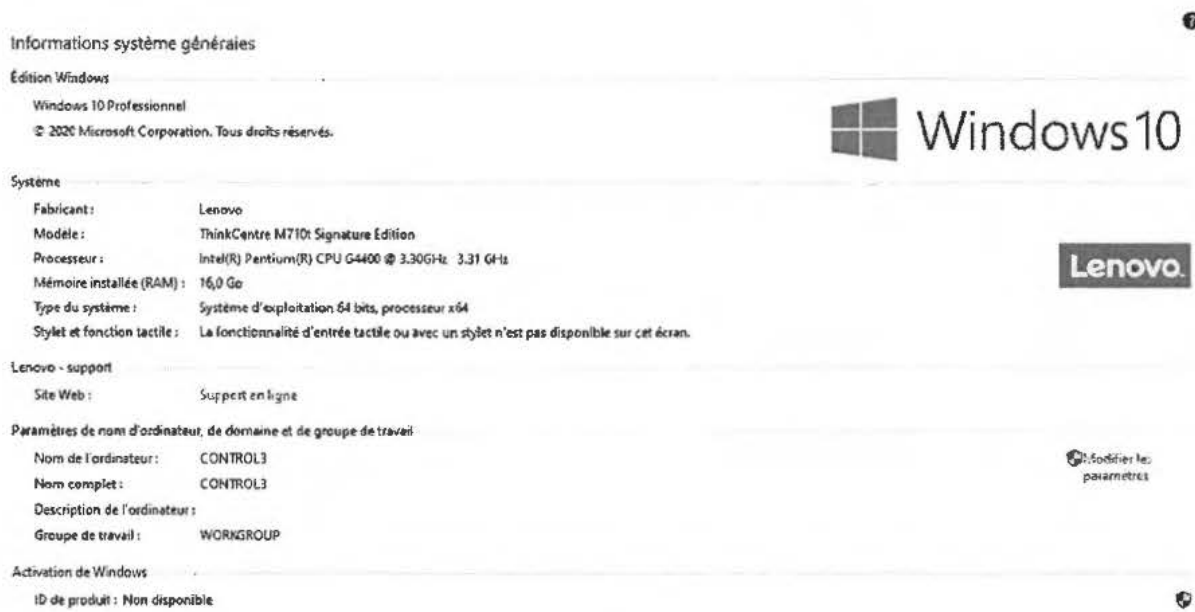 ?
Informations système générales
Édition Windows
Windows 10 Professionnel
© 2020 Microsoft Corporation. Tous droits réservés.
Windows 10
Système
Fabricant : Lenovo
Modèle : ThinkCentre M710t Signature Edition
Processeur : Intel(R) Pentium(R) CPU G4400 @ 3.30GHz 3.31 GHz
Lenovo.
Mémoire installée (RAM) : 16,0 Go
Type du système : Système d'exploitation 64 bits, processeur x64
Stylet et fonction tactile : La fonctionnalité d'entrée tactile ou avec un stylet n'est pas disponible sur cet écran.
Lenovo - support
Site Web : Support en ligne
Paramètres de nom d'ordinateur, de domaine et de groupe de travail
Nom de l'ordinateur : CONTROL3
Modifier les
paramètres
Nom complet : CONTROL3
Description de l'ordinateur :
Groupe de travail : WORKGROUP
Activation de Windows
ID de produit : Non disponible